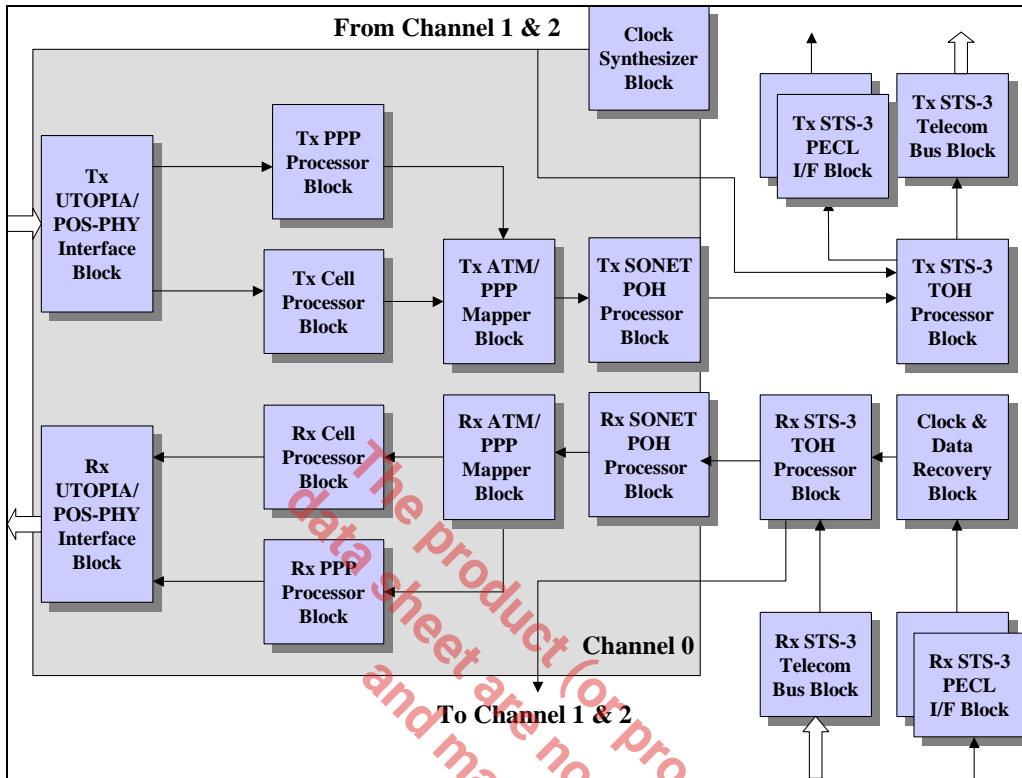 From Channel 1 & 2
Clock
Synthesizer
Block
Tx
UTOPIA/
POS-PHY
Interface
Block
Tx PPP
Processor
Block
Tx Cell
Processor
Block
Tx ATM/
PPP
Mapper
Block
Tx SONET
POH
Processor
Block
Tx STS-3
PECL
I/F Block
Tx STS-3
Telecom
Bus Block
Tx STS-3
TOH
Processor
Block
Rx
UTOPIA/
POS-PHY
Interface
Block
Rx Cell
Processor
Block
Rx PPP
Processor
Block
Rx ATM/
PPP
Mapper
Block
Rx SONET
POH
Processor
Block
Rx STS-3
TOH
Processor
Block
Clock &
Data
Recovery
Block
Rx STS-3
Telecom
Bus Block
Rx STS-3
PECL
I/F Block
Channel 0
To Channel 1 & 2
The product (or pro
data sheet are no
and ma